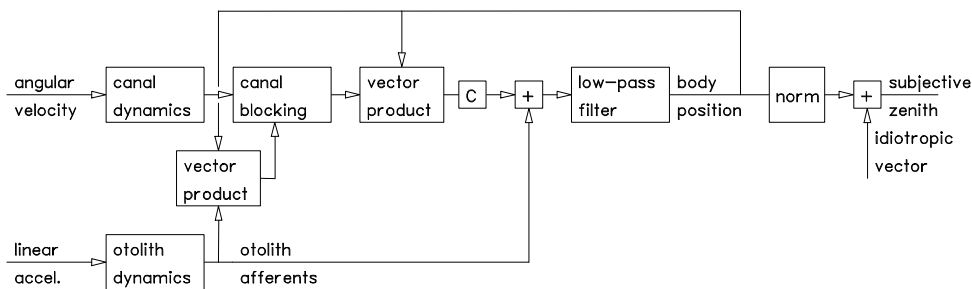 angular
velocity
canal
dynamics
canal
blocking
vector
product
C
+
low-pass
filter
body
position
norm
+
subjective
zenith
idiotropic
vector
vector
product
linear
accel.
otolith
dynamics
otolith
afferents